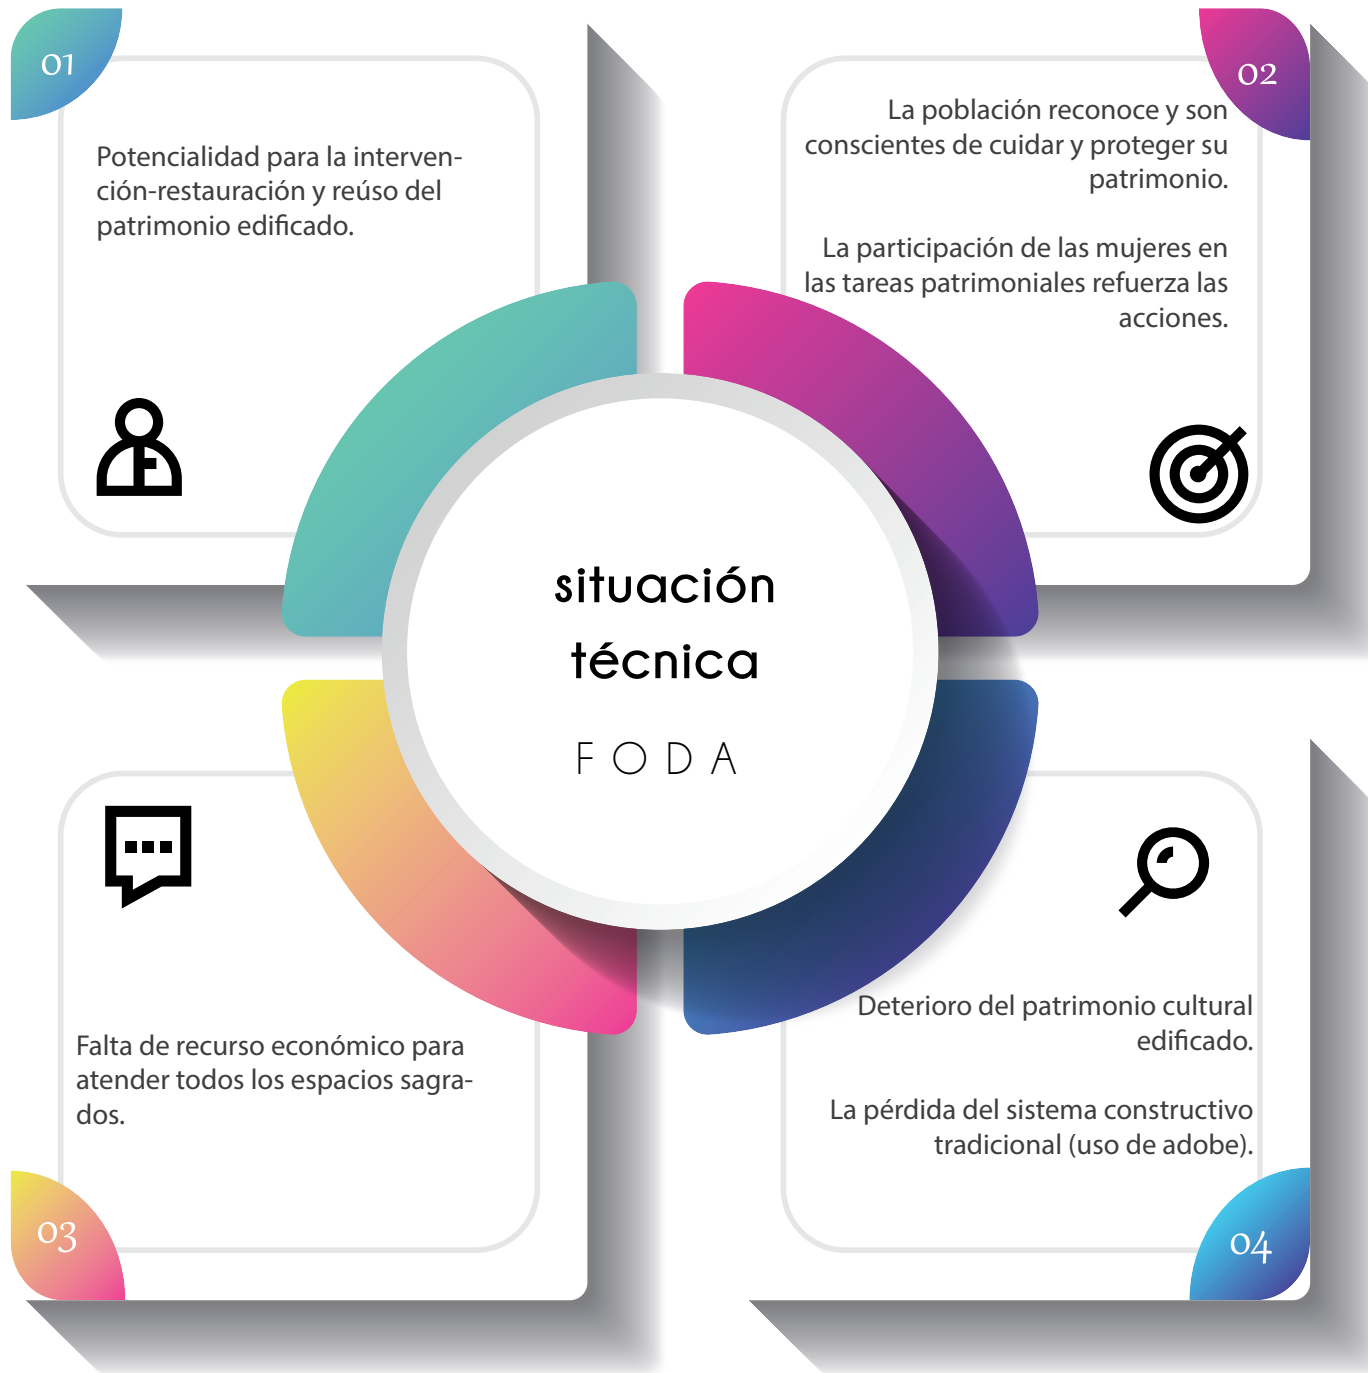 01
Potencialidad para la interven-
ción-restauración y reúso del
patrimonio edificado.
02
La población reconoce y son
conscientes de cuidar y proteger su
patrimonio.
La participación de las mujeres en
las tareas patrimoniales refuerza las
acciones.
situación
técnica
FODA
Falta de recurso económico para
atender todos los espacios sagra-
dos.
03
Deterioro del patrimonio cultural
edificado.
La pérdida del sistema constructivo
tradicional (uso de adobe).
04